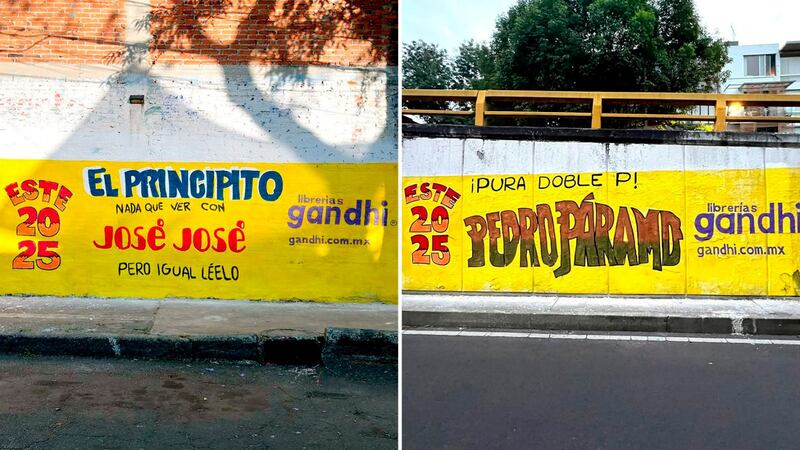 ESTE
20
25
EL PRINCIPITO
NADA QUE VER CON
JOSÉ JOSÉ
PERO IGUAL LÉELO
librerías
gandhi®
gandhi.com.mx
ESTE
20
25
¡PURA DOBLE P!
PEDRO PÁRAMO
librerías
gandhi
gandhi.com.mx